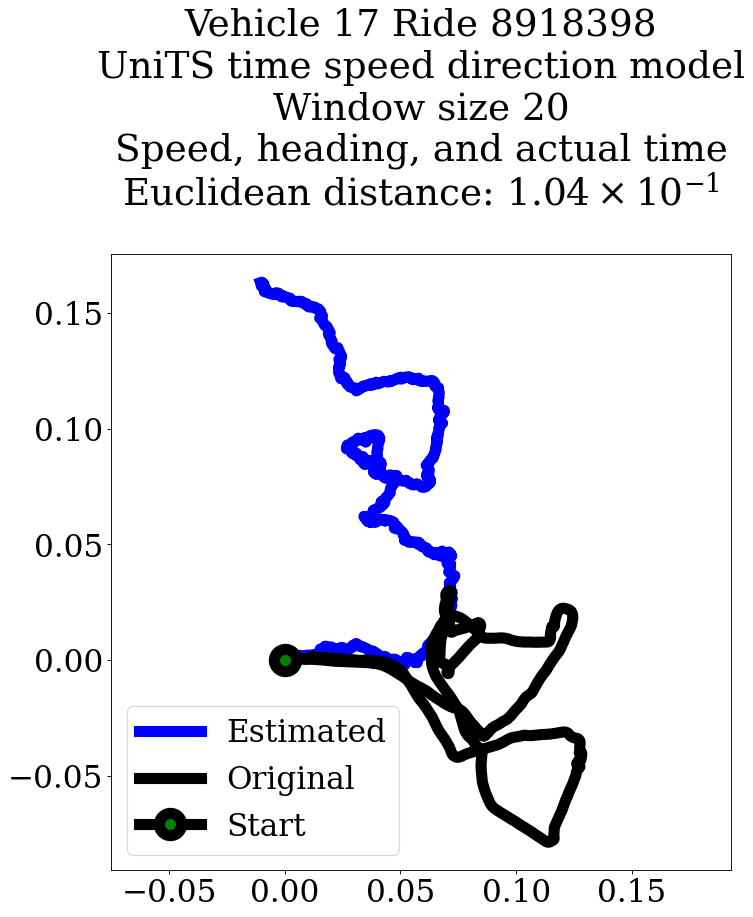 Vehicle 17 Ride 8918398
UniTS time speed direction model
Window size 20
Speed, heading, and actual time
Euclidean distance: 1.04 × 10⁻¹
0.15
0.10
0.05
0.00
−0.05
Estimated
Original
Start
−0.05 0.00 0.05 0.10 0.15